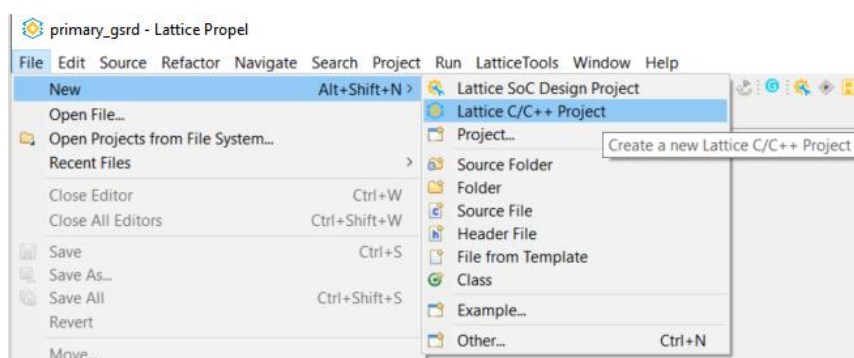 primary_gsrd - Lattice Propel
File Edit Source Refactor Navigate Search Project Run LatticeTools Window Help
New Alt+Shift+N >
Open File...
Open Projects from File System...
Recent Files >
Close Editor Ctrl+W
Close All Editors Ctrl+Shift+W
Save Ctrl+S
Save As...
Save All Ctrl+Shift+S
Revert
Move...
Lattice SoC Design Project
Lattice C/C++ Project
Project...
Create a new Lattice C/C++ Project
Source Folder
Folder
Source File
Header File
File from Template
Class
Example...
Other... Ctrl+N